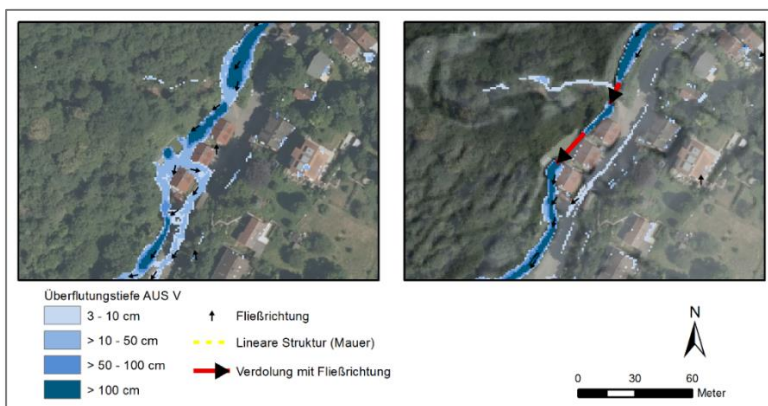 Überflutungstiefe AUS V
3 - 10 cm
> 10 - 50 cm
> 50 - 100 cm
> 100 cm
Fließrichtung
Lineare Struktur (Mauer)
Verdolung mit Fließrichtung
N
0 15 30 60
Meter